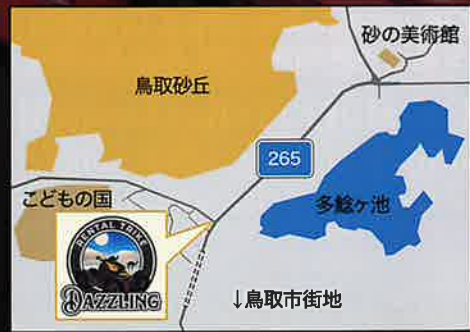 砂の美術館
鳥取砂丘
265
こどもの国
多鯰ヶ池
RENTAL TRIKE
DAZZLING
↓鳥取市街地